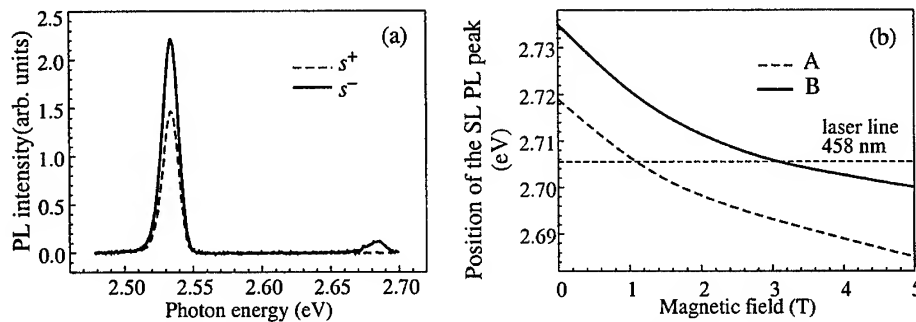 (a)
s+
s−
PL intensity(arb. units)
2.5
2.0
1.5
1.0
0.5
0.0
2.50
2.55
2.60
2.65
2.70
Photon energy (eV)
(b)
A
B
laser line
458 nm
Position of the SL PL peak
(eV)
2.73
2.72
2.71
2.70
2.69
0
1
2
3
4
5
Magnetic field (T)